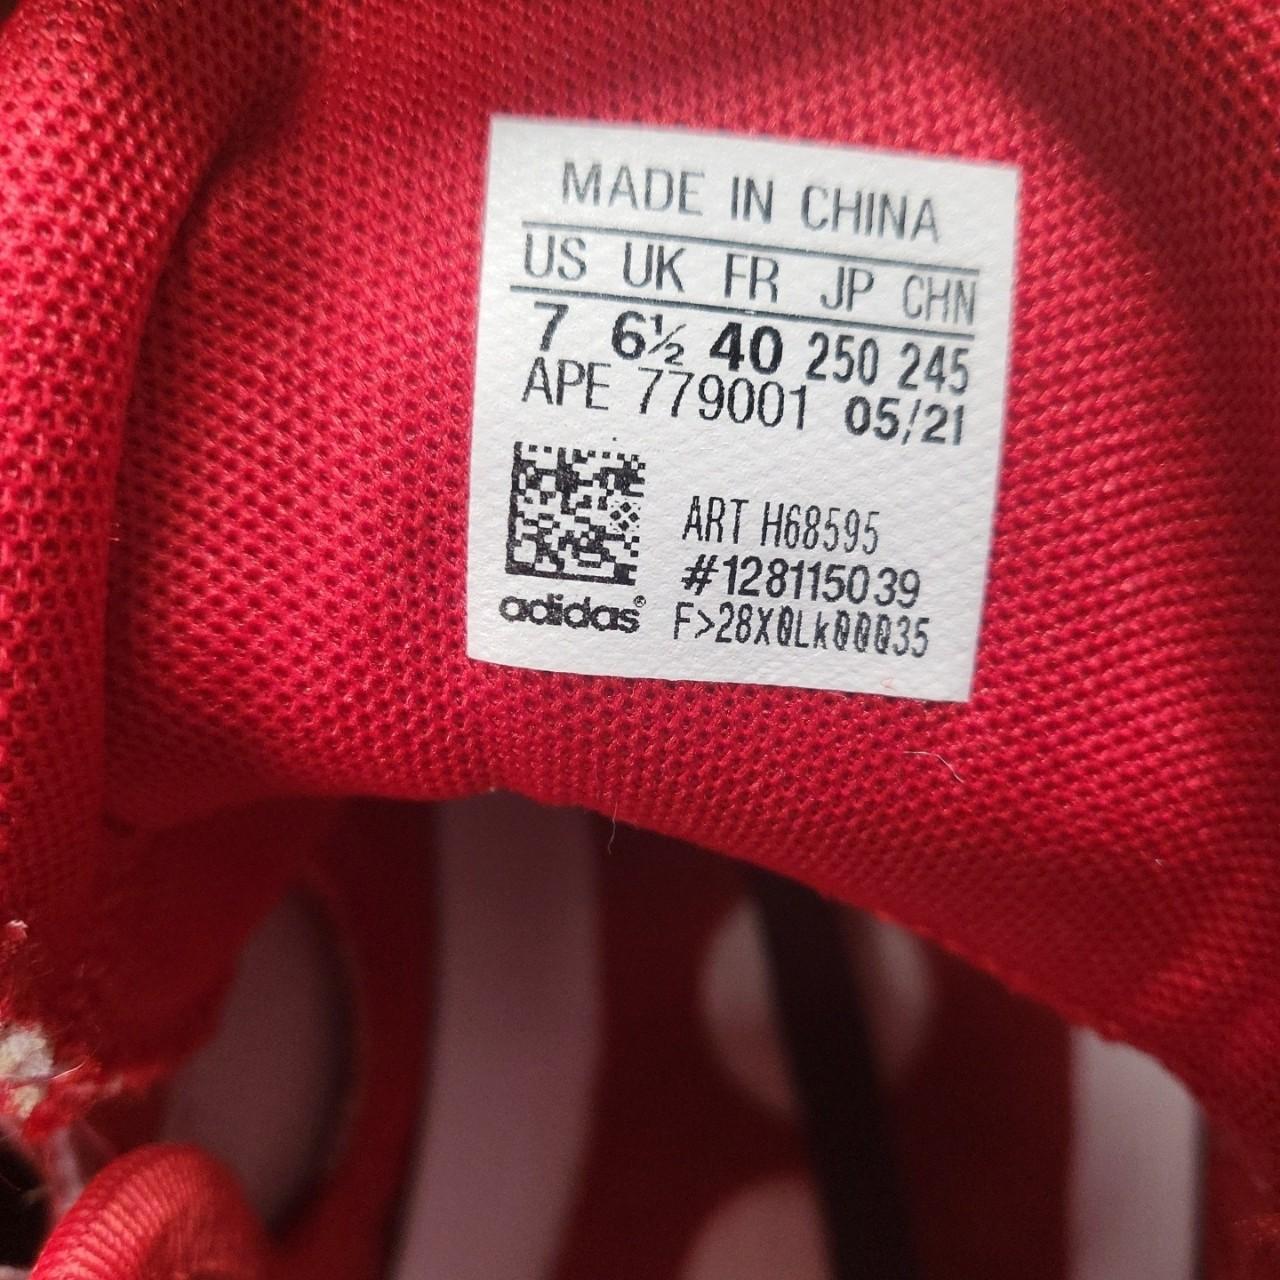 MADE IN CHINA
US UK FR JP CHN
7 6½ 40 250 245
APE 779001 05/21
ART H68595
#128115039
adidas®
F>28X0Lk00035